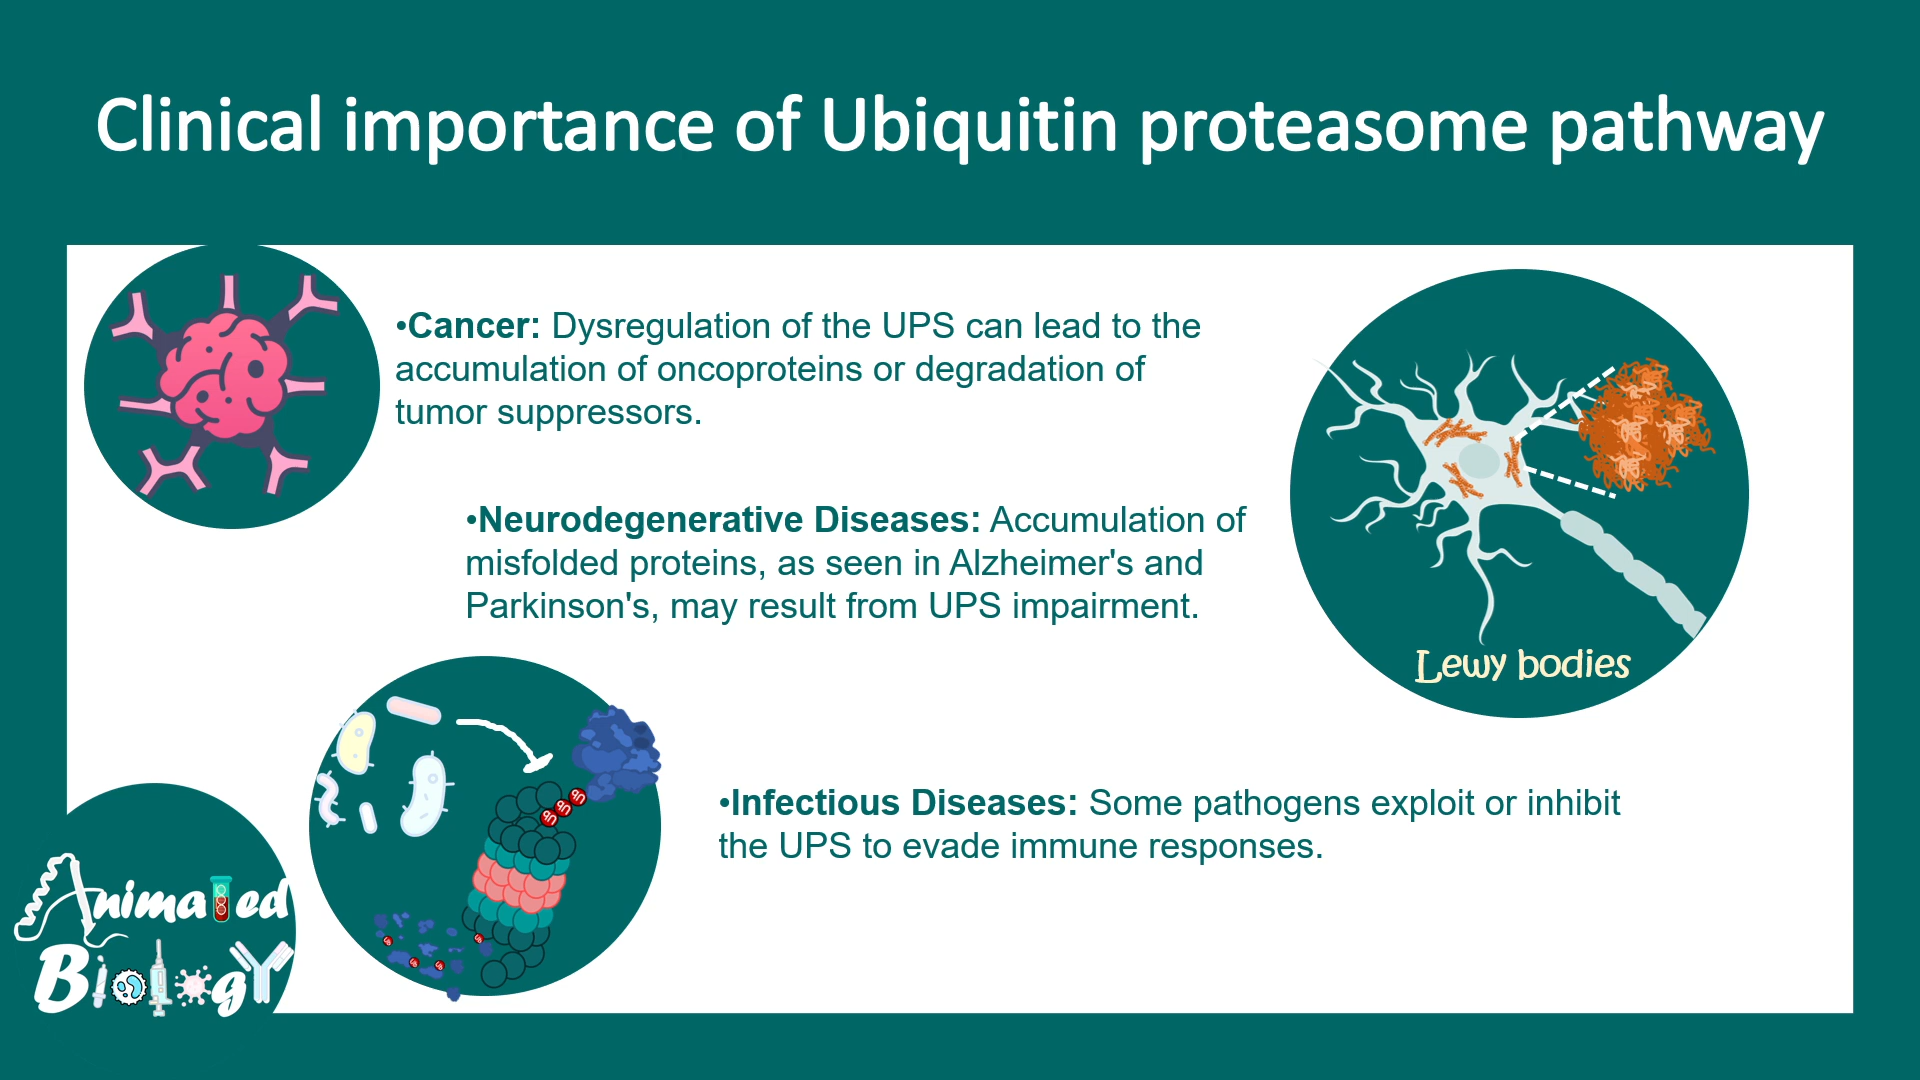 Clinical importance of Ubiquitin proteasome pathway
•Cancer: Dysregulation of the UPS can lead to the
accumulation of oncoproteins or degradation of
tumor suppressors.
•Neurodegenerative Diseases: Accumulation of
misfolded proteins, as seen in Alzheimer's and
Parkinson's, may result from UPS impairment.
Lewy bodies
•Infectious Diseases: Some pathogens exploit or inhibit
the UPS to evade immune responses.
Animated
BiologY